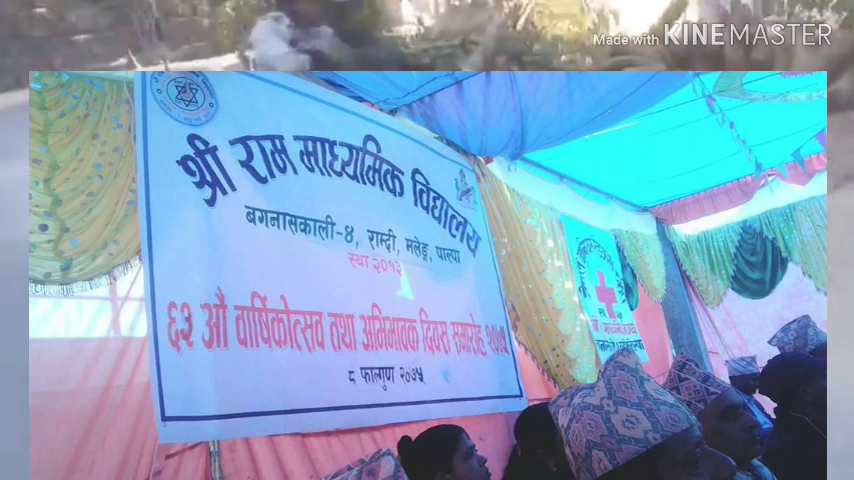 Made with KINEMASTER
श्री राम माध्यमिक विद्यालय
बगनासकाली-४, राम्दी, मलेङ्ग, पाल्पा
स्था २०१३
६३ औ वार्षिकोत्सव तथा अभिभावक दिवस समारोह २०७५
८ फाल्गुण २०७५